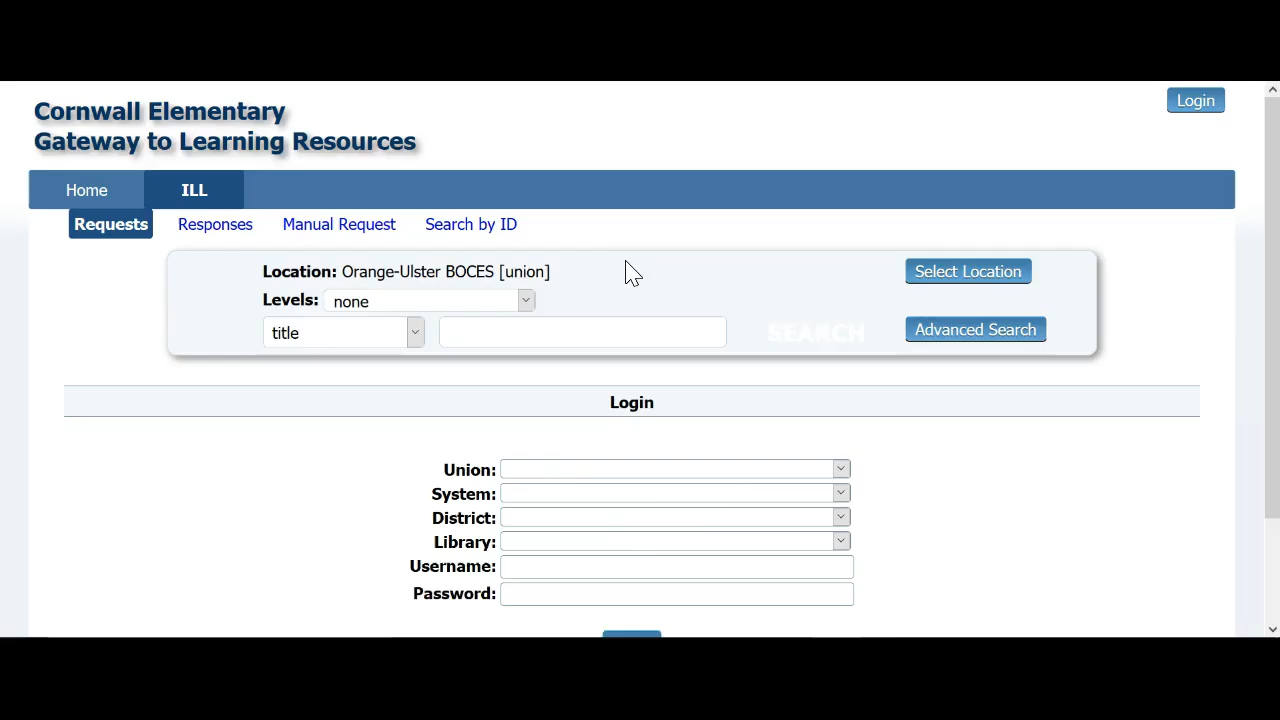 Cornwall Elementary
Login
Gateway to Learning Resources
Home ILL
Requests Responses Manual Request Search by ID
Location: Orange-Ulster BOCES [union] Select Location
Levels: none
title SEARCH Advanced Search
Login
Union:
System:
District:
Library:
Username:
Password: